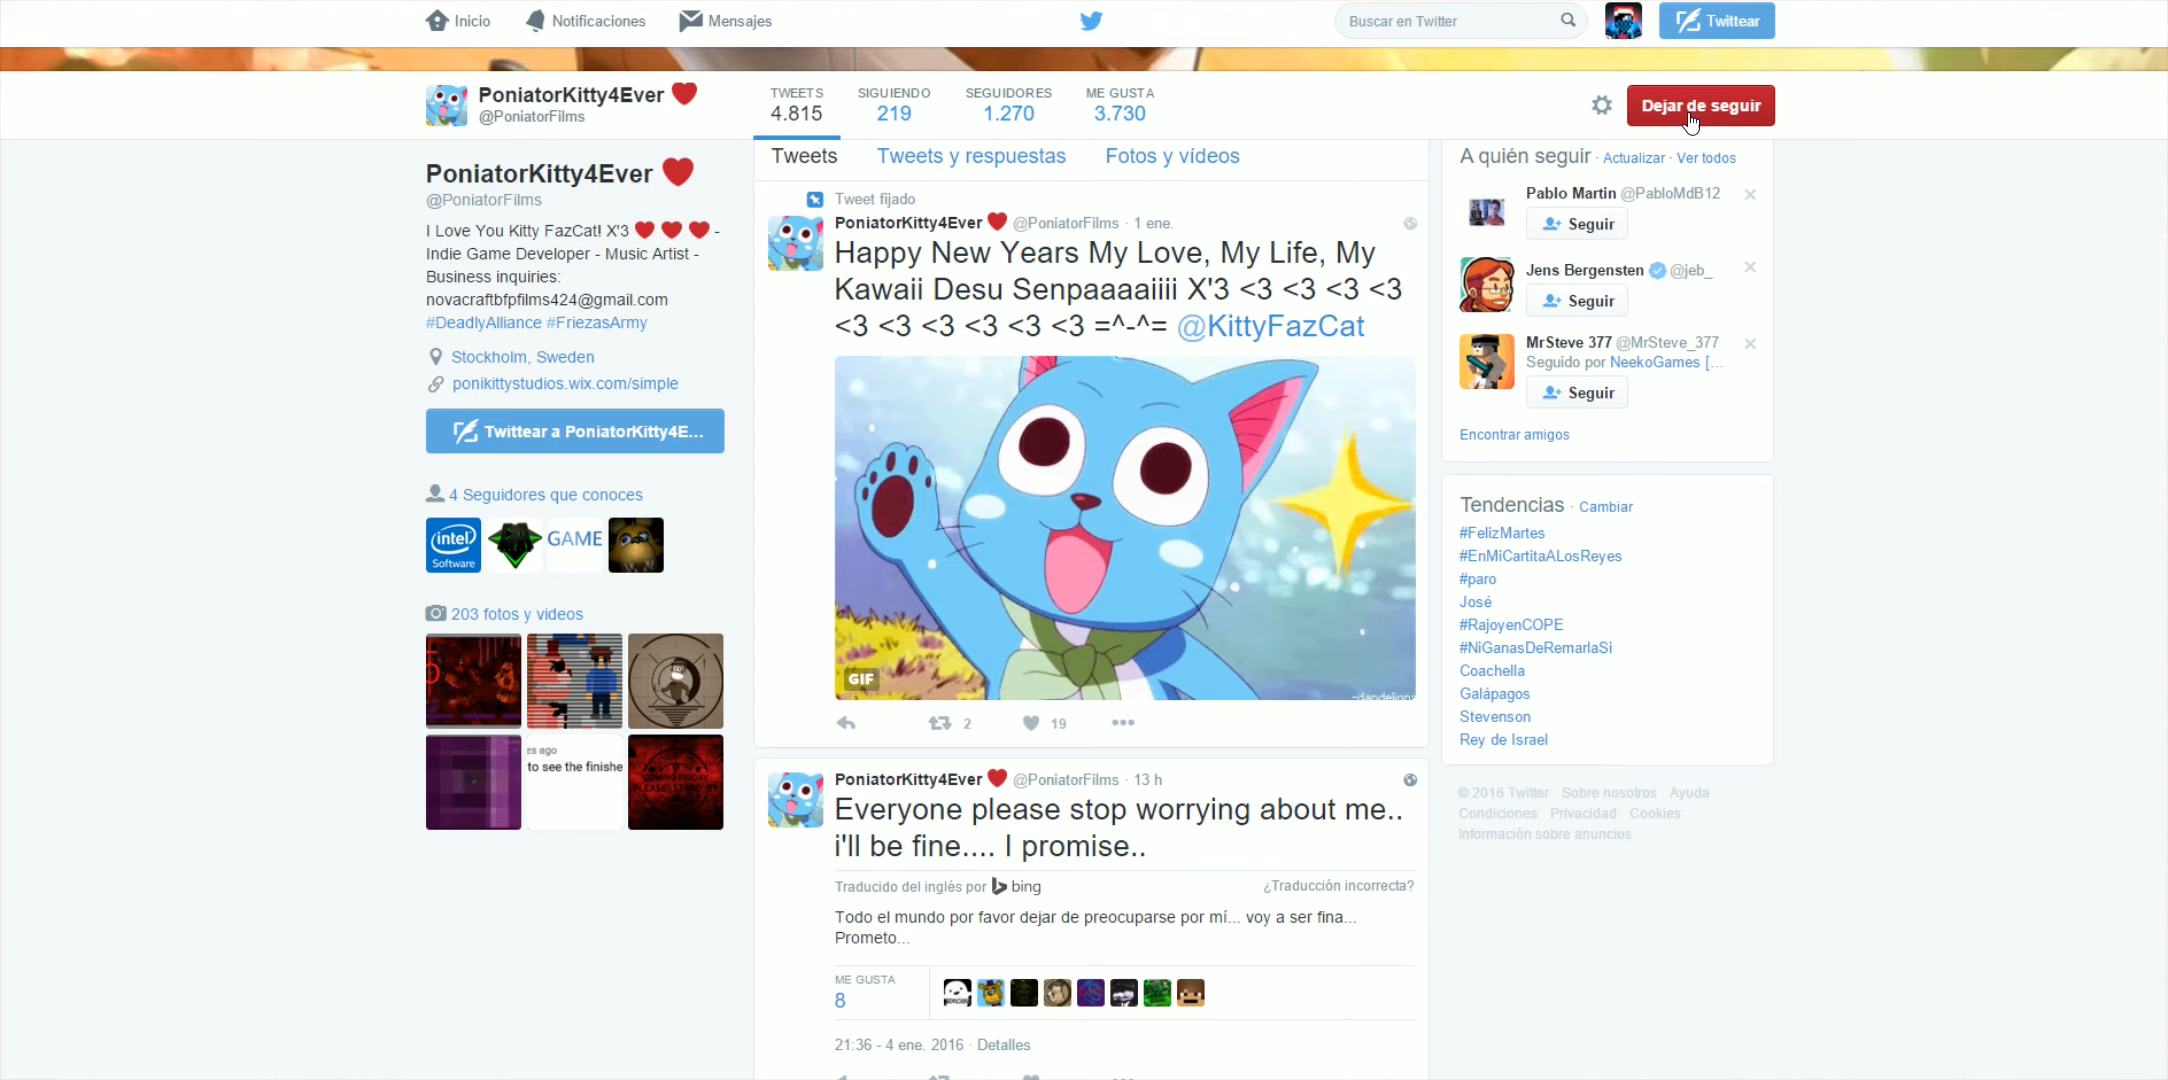 Inicio Notificaciones Mensajes Buscar en Twitter Twittear
PoniatorKitty4Ever
@PoniatorFilms
TWEETS SIGUIENDO SEGUIDORES ME GUSTA
4.815 219 1.270 3.730
Dejar de seguir
PoniatorKitty4Ever
@PoniatorFilms
I Love You Kitty FazCat! X'3 ❤ ❤ ❤ -
Indie Game Developer - Music Artist -
Business inquiries:
novacraftbfpfilms424@gmail.com
#DeadlyAlliance #FriezasArmy
Stockholm, Sweden
ponikittystudios.wix.com/simple
Twittear a PoniatorKitty4E...
4 Seguidores que conoces
intel
Software
GAME
203 fotos y videos
es ago
to see the finishe
COMING FRIDAY
PLEASE STAND BY
Tweets Tweets y respuestas Fotos y vídeos
Tweet fijado
PoniatorKitty4Ever ❤ @PoniatorFilms · 1 ene.
Happy New Years My Love, My Life, My
Kawaii Desu Senpaaaaiiii X'3 <3 <3 <3 <3
<3 <3 <3 <3 <3 <3 =^-^= @KittyFazCat
GIF
~dandelions
2 19
PoniatorKitty4Ever ❤ @PoniatorFilms · 13 h
Everyone please stop worrying about me..
i'll be fine.... I promise..
Traducido del inglés por bing ¿Traducción incorrecta?
Todo el mundo por favor dejar de preocuparse por mí... voy a ser fina...
Prometo...
ME GUSTA
8
21:36 - 4 ene. 2016 · Detalles
A quién seguir · Actualizar · Ver todos
Pablo Martin @PabloMdB12
Seguir
Jens Bergensten @jeb_
Seguir
MrSteve 377 @MrSteve_377
Seguido por NeekoGames [...
Seguir
Encontrar amigos
Tendencias · Cambiar
#FelizMartes
#EnMiCartitaALosReyes
#paro
José
#RajoyenCOPE
#NiGanasDeRemarlaSi
Coachella
Galápagos
Stevenson
Rey de Israel
© 2016 Twitter Sobre nosotros Ayuda
Condiciones Privacidad Cookies
Información sobre anuncios